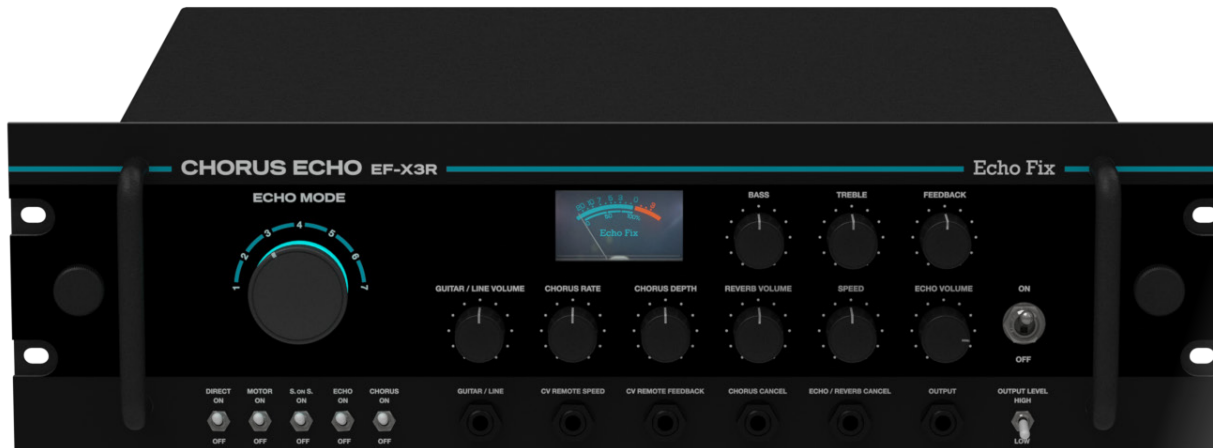 CHORUS ECHO EF-X3R
Echo Fix
ECHO MODE
1 2 3 4 5 6 7
Echo Fix
BASS
TREBLE
FEEDBACK
GUITAR / LINE VOLUME
CHORUS RATE
CHORUS DEPTH
REVERB VOLUME
SPEED
ECHO VOLUME
ON
OFF
DIRECT
ON
OFF
MOTOR
ON
OFF
S. ON S.
ON
OFF
ECHO
ON
OFF
CHORUS
ON
OFF
GUITAR / LINE
CV REMOTE SPEED
CV REMOTE FEEDBACK
CHORUS CANCEL
ECHO / REVERB CANCEL
OUTPUT
OUTPUT LEVEL
HIGH
LOW